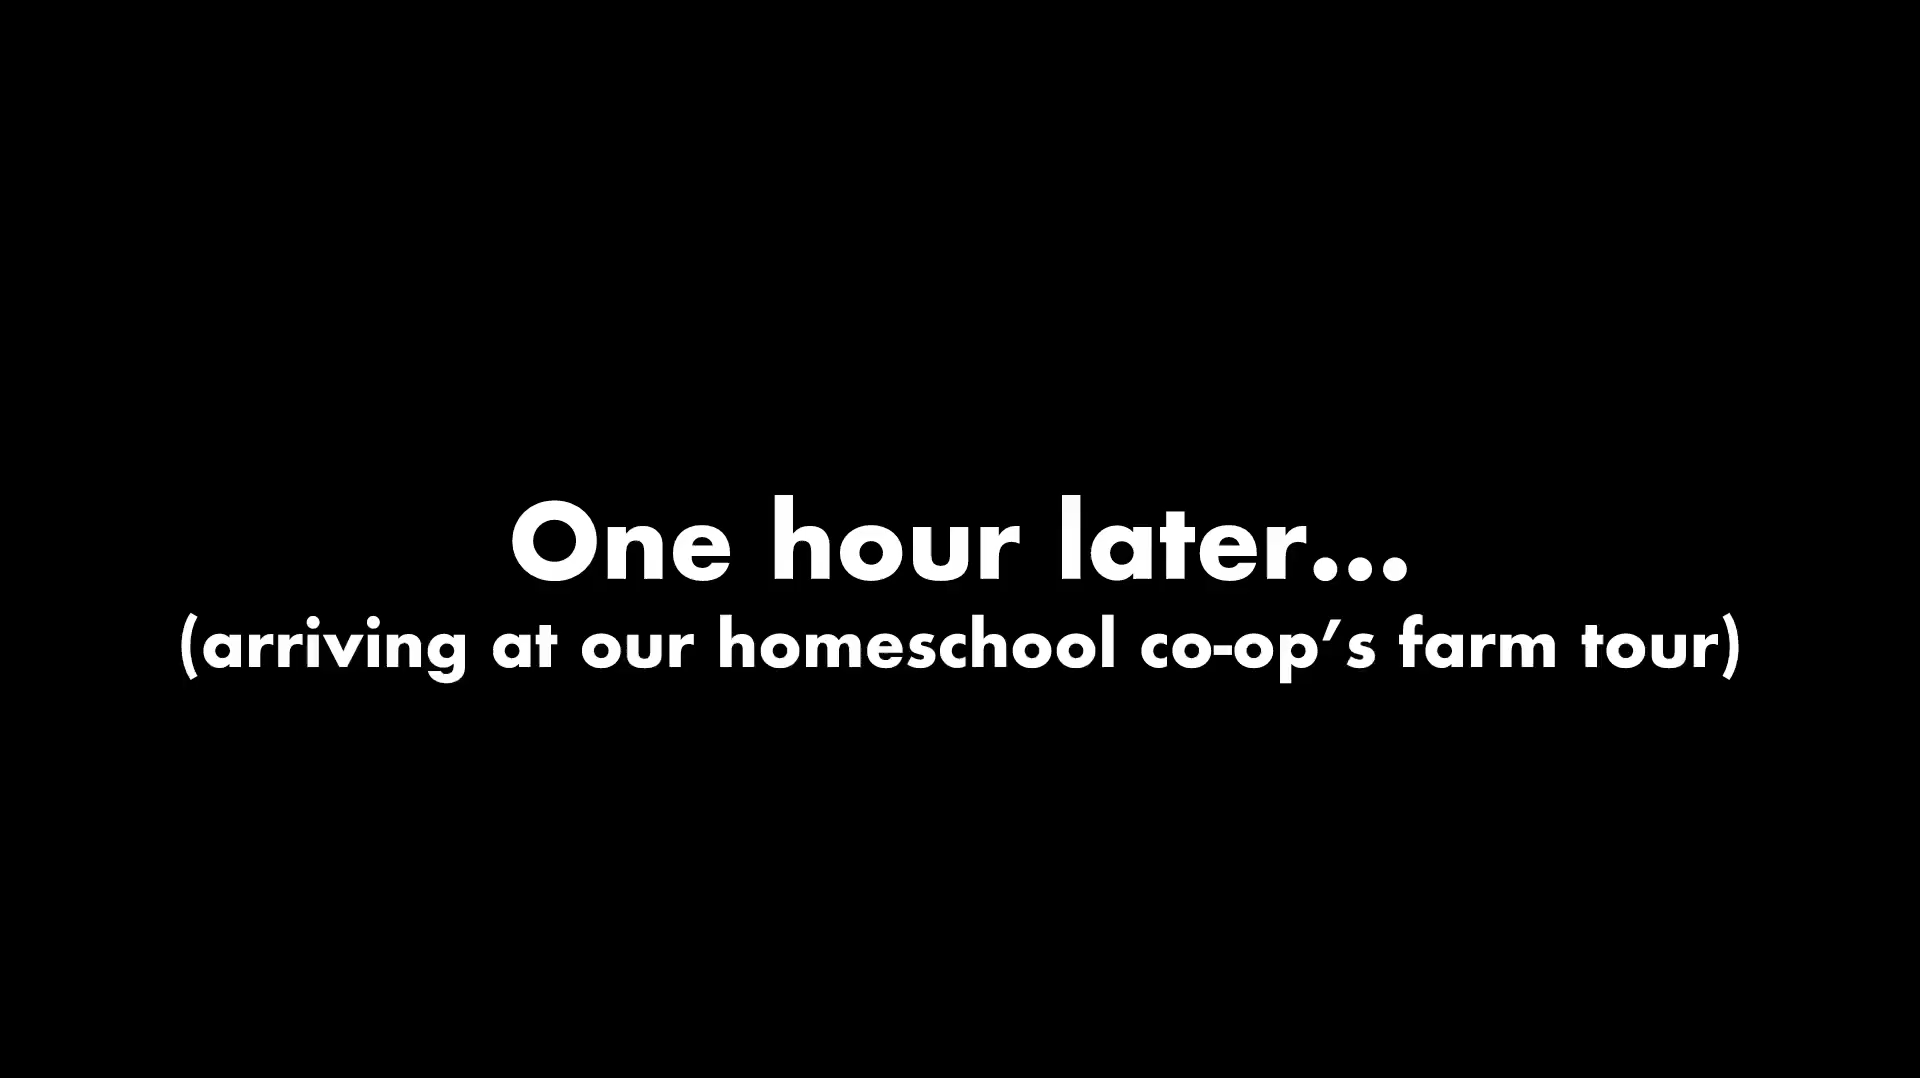 One hour later...
(arriving at our homeschool co-op’s farm tour)